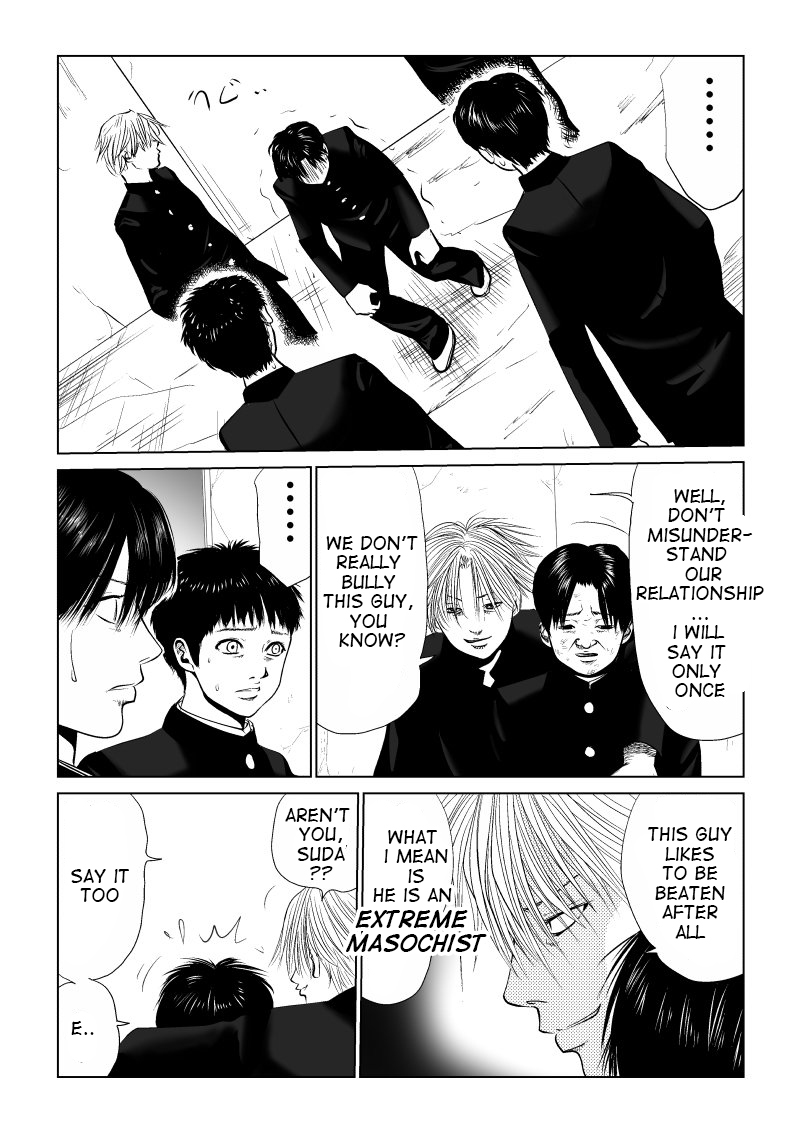 ......
WELL,
DON'T
MISUNDER-
STAND
OUR
RELATIONSHIP
...
I WILL
SAY IT
ONLY
ONCE
WE DON'T
REALLY
BULLY
THIS GUY,
YOU
KNOW?
.....
THIS GUY
LIKES
TO BE
BEATEN
AFTER
ALL
WHAT
I MEAN
IS
HE IS AN
EXTREME
MASOCHIST
AREN'T
YOU,
SUDA
??
SAY IT
TOO
E..